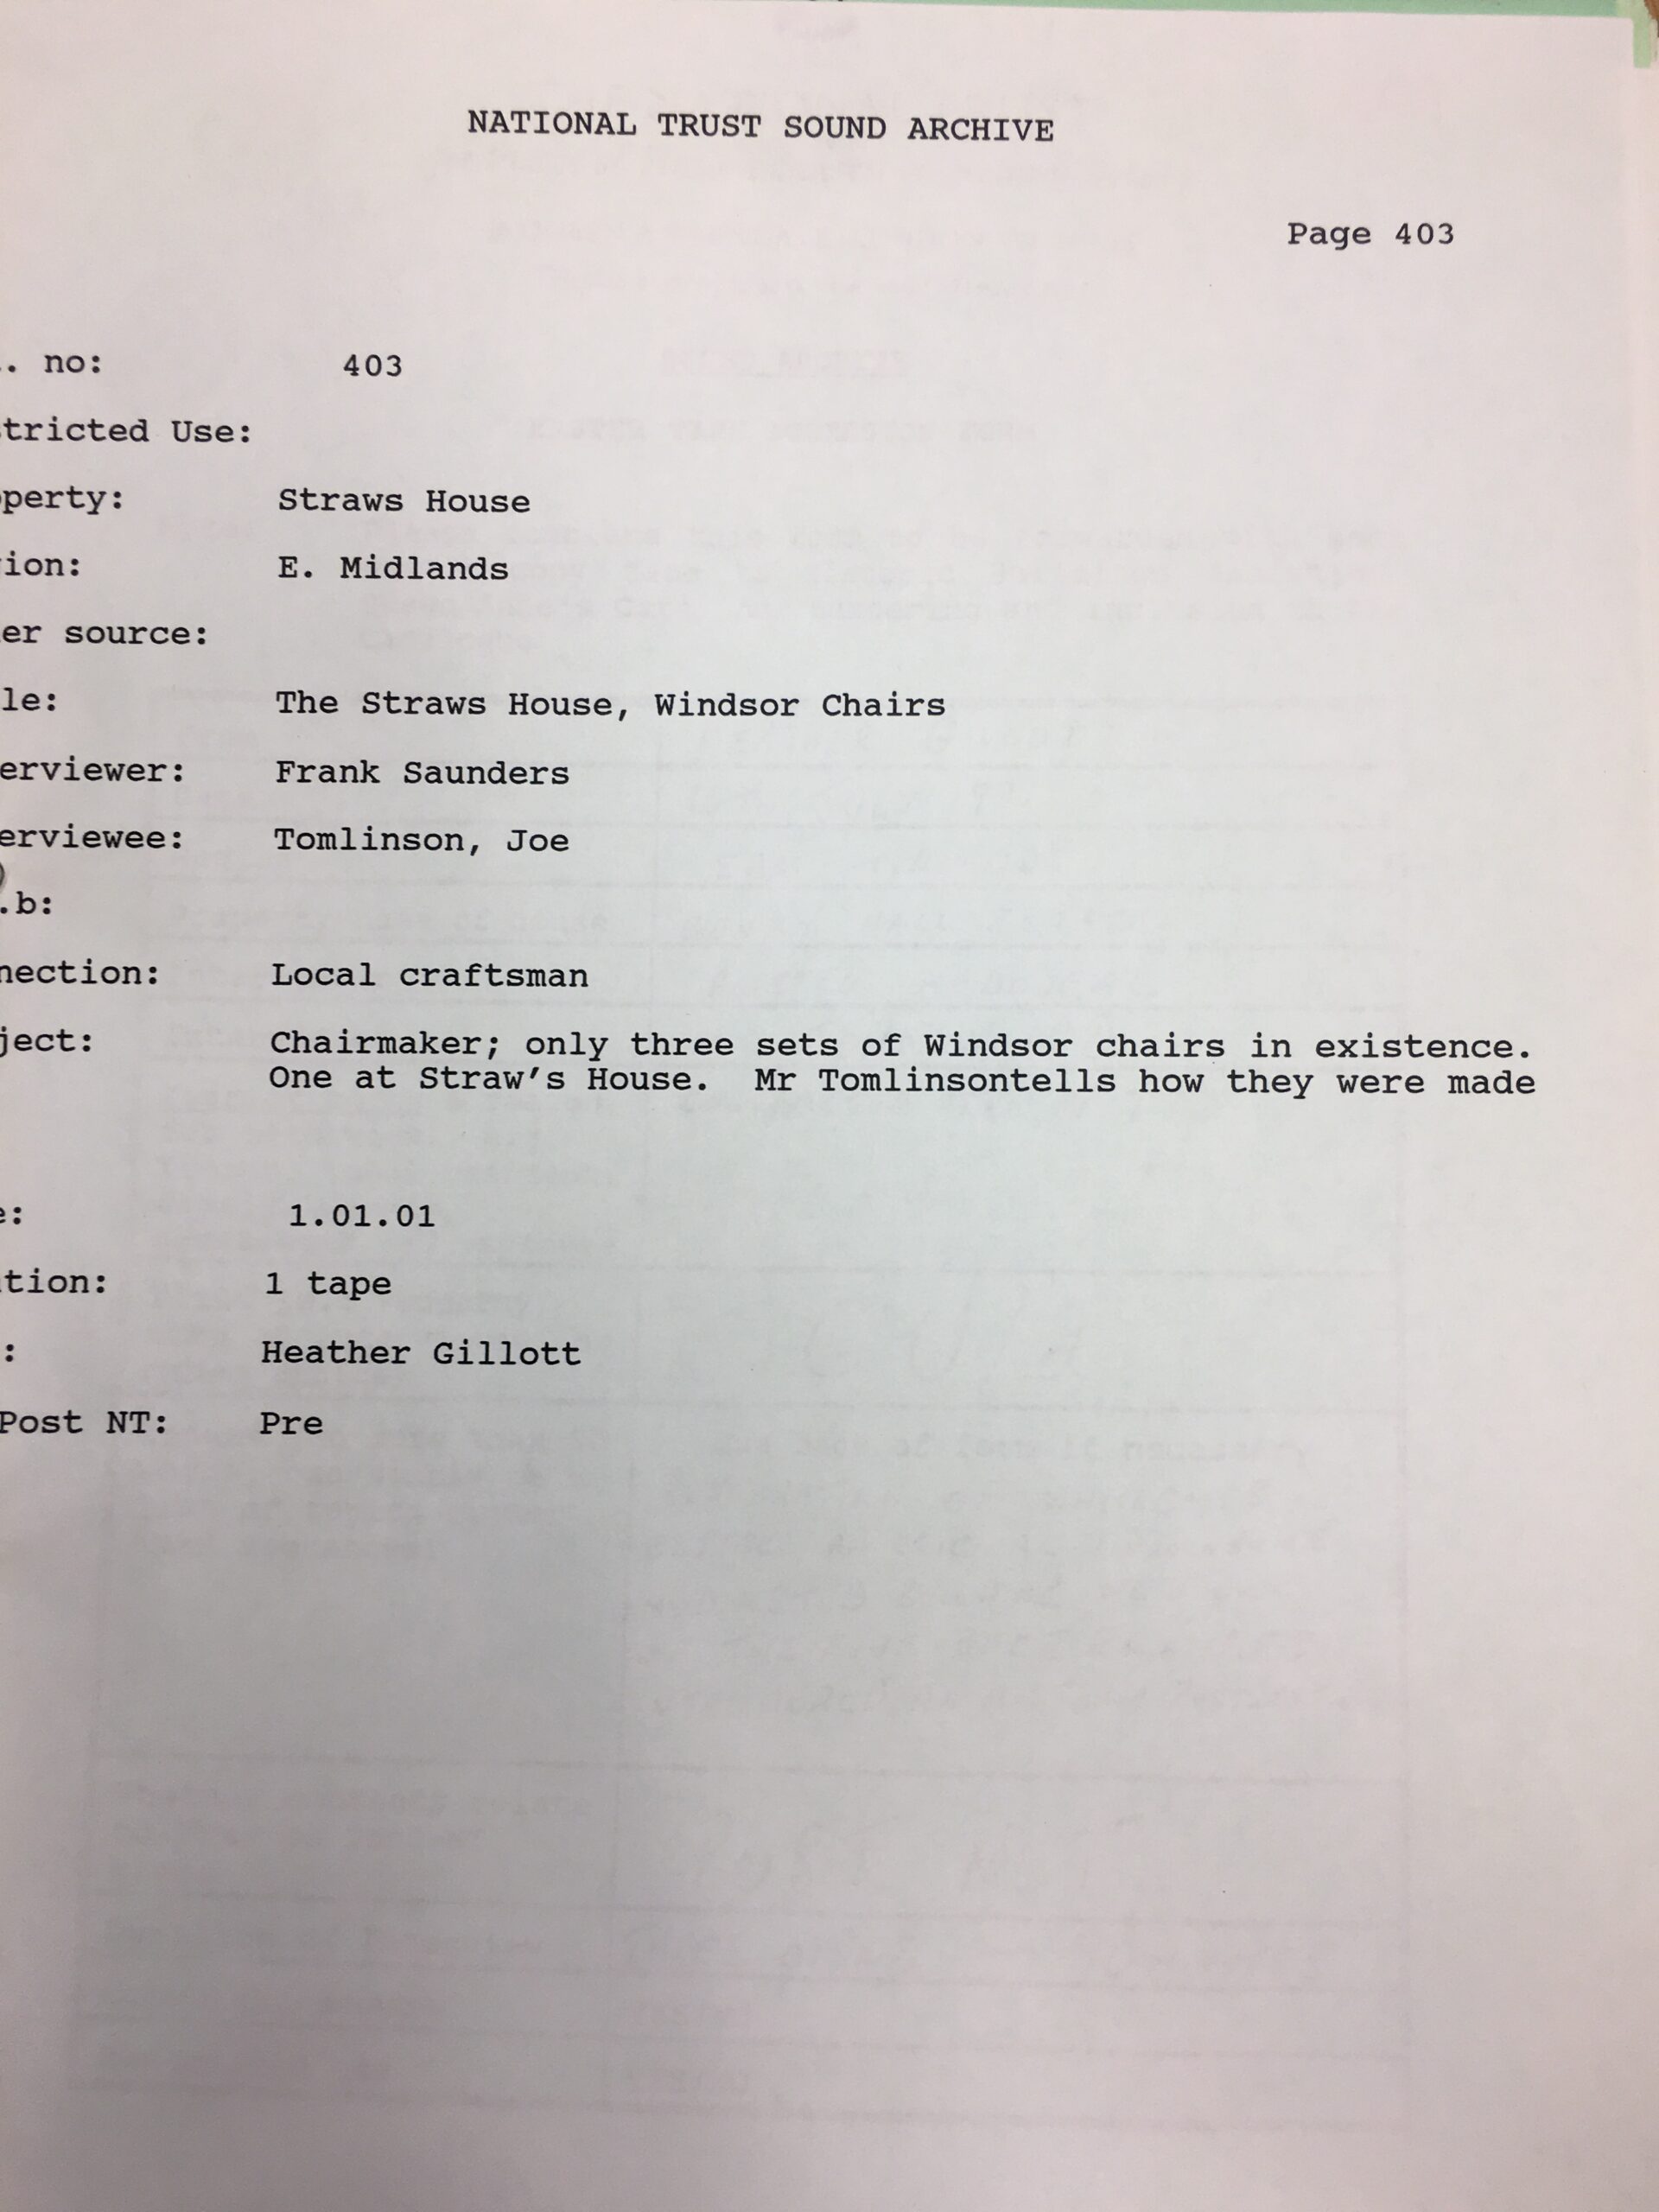 NATIONAL TRUST SOUND ARCHIVE
Page 403
. no: 403
tricted Use:
perty: Straws House
ion: E. Midlands
er source:
le: The Straws House, Windsor Chairs
erviewer: Frank Saunders
erviewee: Tomlinson, Joe
.b:
nection: Local craftsman
ject: Chairmaker; only three sets of Windsor chairs in existence.
One at Straw's House. Mr Tomlinsontells how they were made
e: 1.01.01
tion: 1 tape
: Heather Gillott
Post NT: Pre